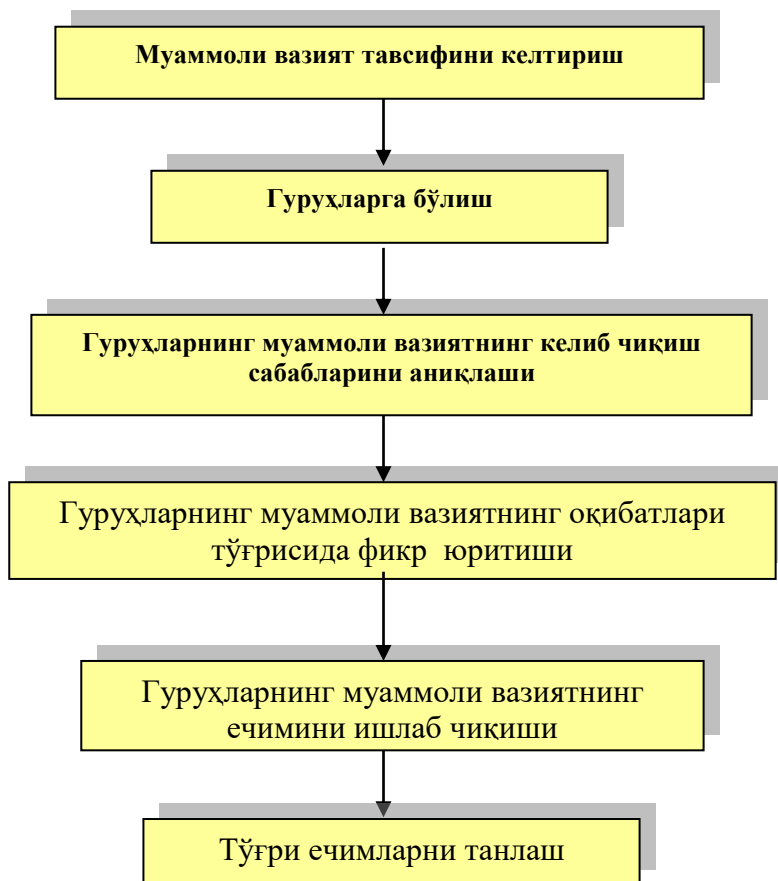 Муаммоли вазият тавсифини келтириш
Гуруҳларга бўлиш
Гуруҳларнинг муаммоли вазиятнинг келиб чиқиш
сабабларини аниқлаши
Гуруҳларнинг муаммоли вазиятнинг оқибатлари
тўғрисида фикр юритиши
Гуруҳларнинг муаммоли вазиятнинг
ечимини ишлаб чиқиши
Тўғри ечимларни танлаш